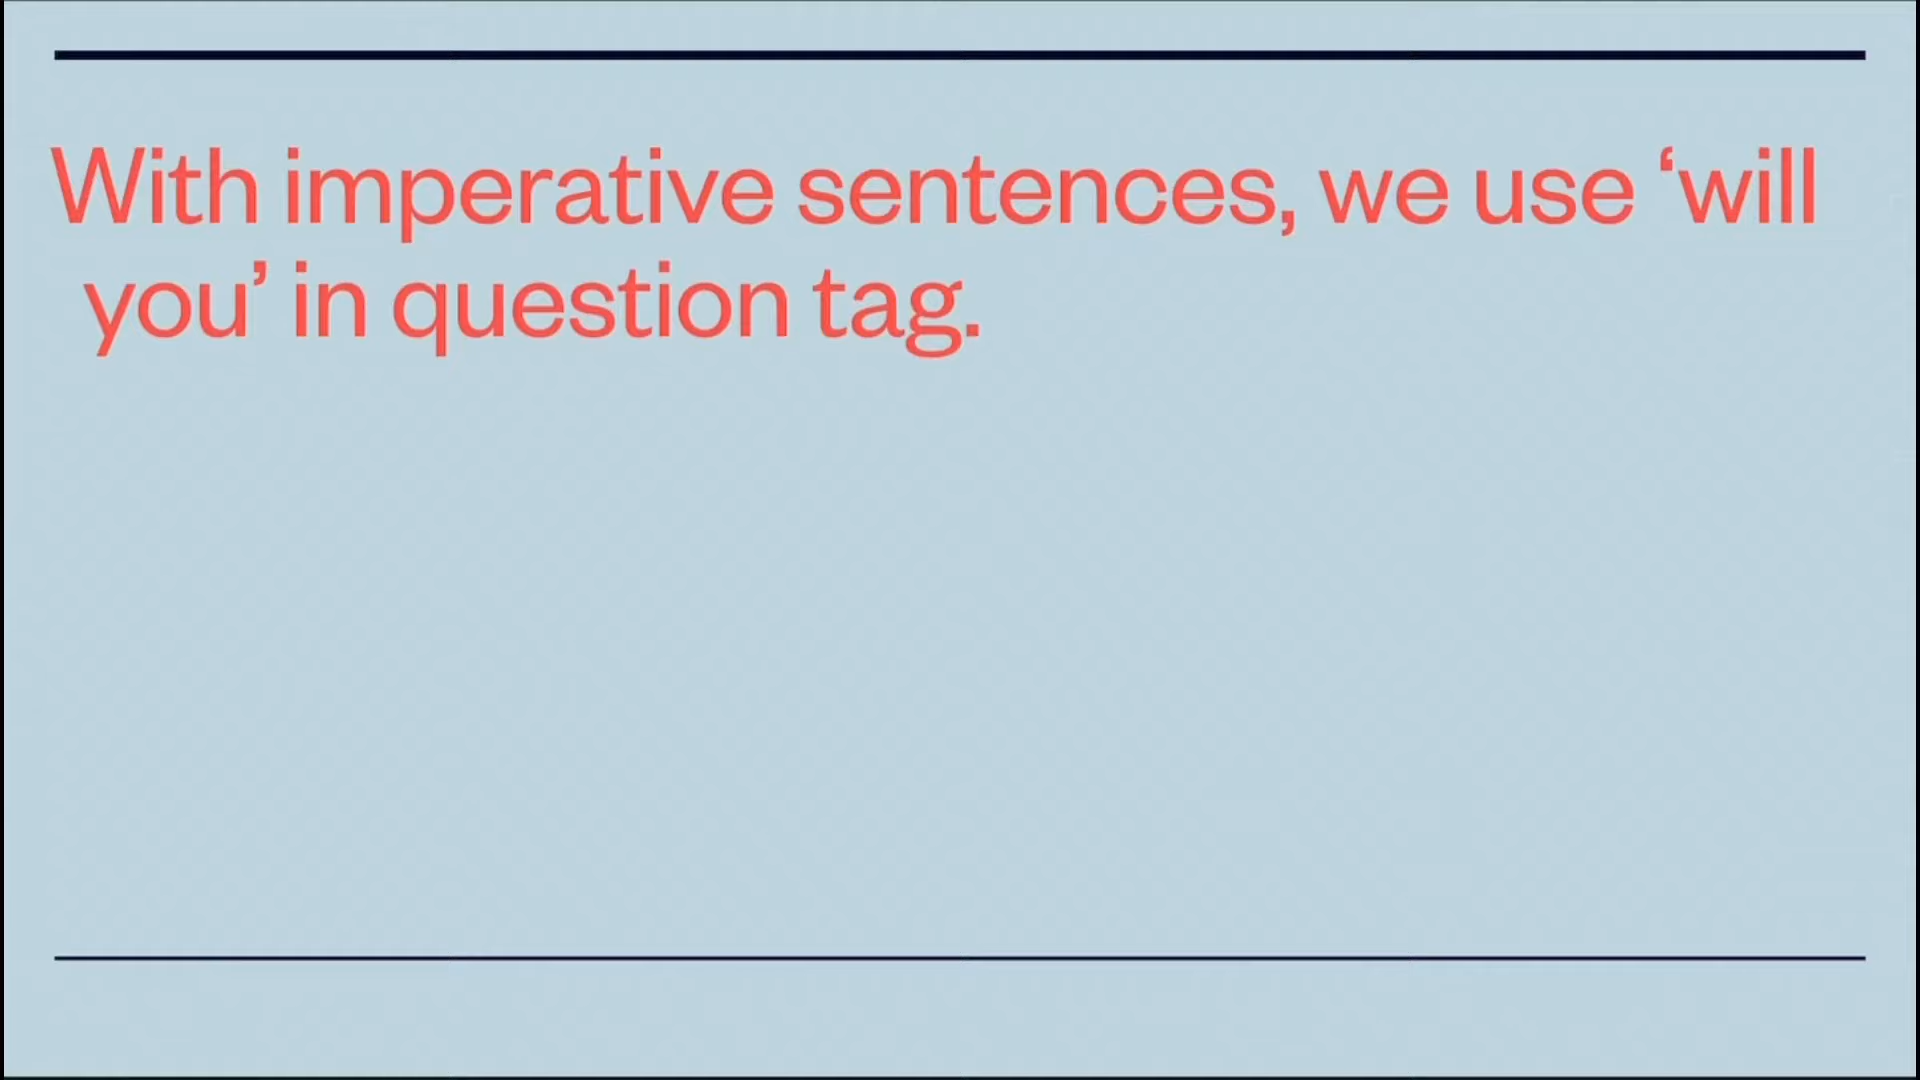 With imperative sentences, we use ‘will
you’ in question tag.